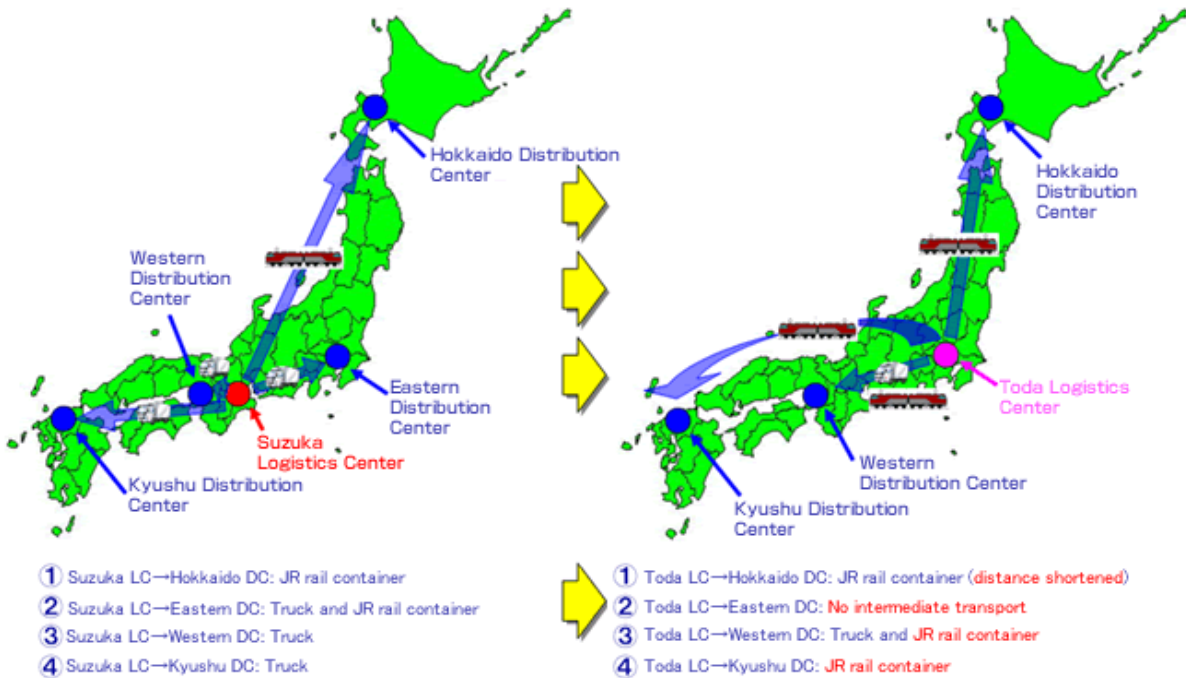 Hokkaido Distribution
Center
Western
Distribution
Center
Eastern
Distribution
Center
Suzuka
Logistics Center
Kyushu Distribution
Center
① Suzuka LC→Hokkaido DC: JR rail container
② Suzuka LC→Eastern DC: Truck and JR rail container
③ Suzuka LC→Western DC: Truck
④ Suzuka LC→Kyushu DC: Truck
Hokkaido
Distribution
Center
Toda Logistics
Center
Western
Distribution Center
Kyushu Distribution
Center
① Toda LC→Hokkaido DC: JR rail container (distance shortened)
② Toda LC→Eastern DC: No intermediate transport
③ Toda LC→Western DC: Truck and JR rail container
④ Toda LC→Kyushu DC: JR rail container